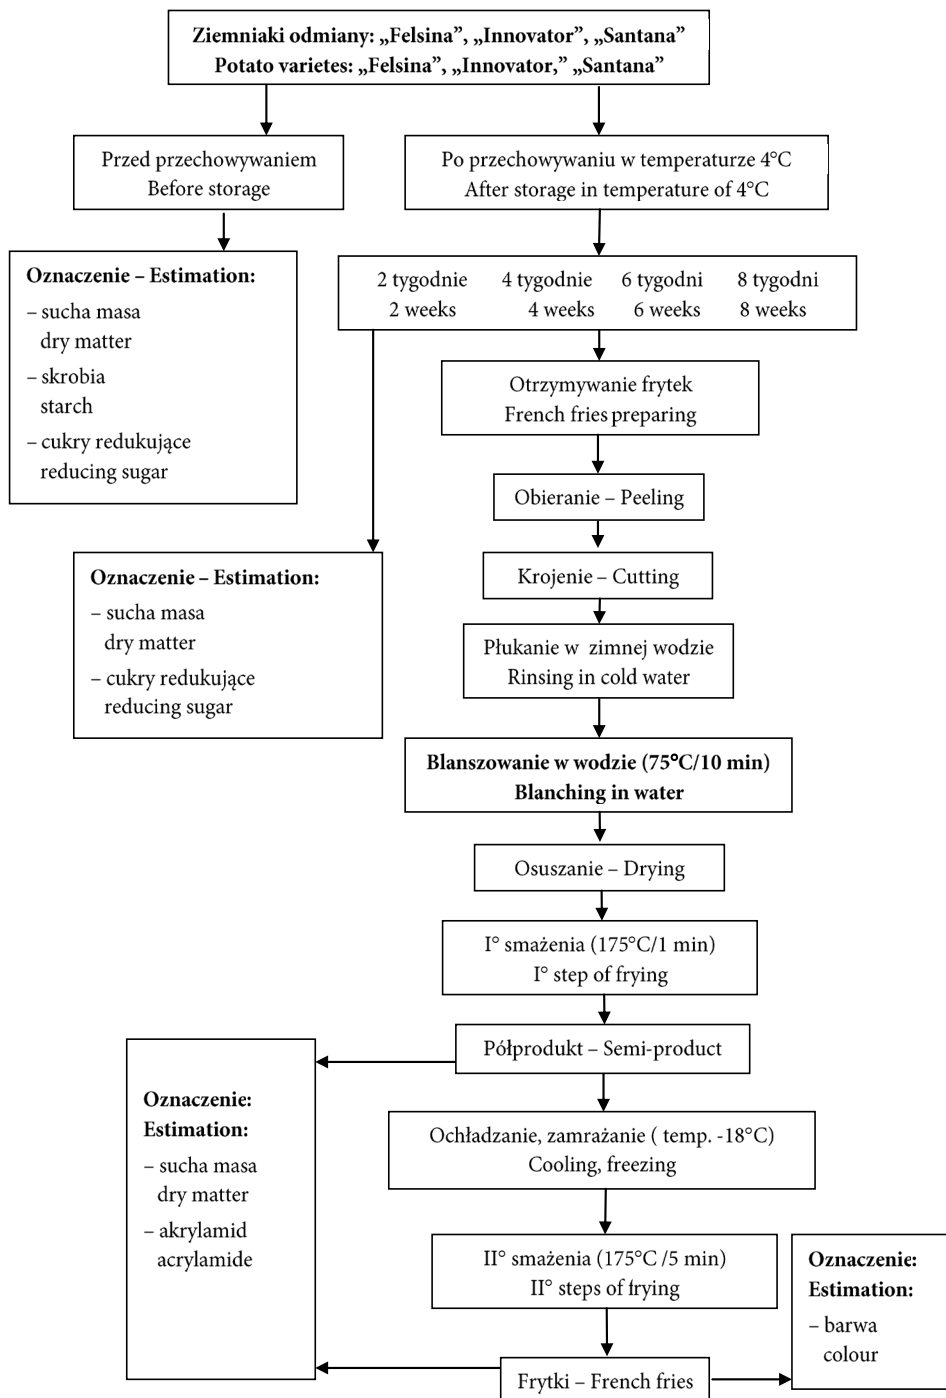 Ziemniaki odmiany: „Felsina”, „Innovator”, „Santana”
Potato varietes: „Felsina”, „Innovator,” „Santana”
Przed przechowywaniem
Before storage
Po przechowywaniu w temperaturze 4°C
After storage in temperature of 4°C
Oznaczenie – Estimation:
– sucha masa
dry matter
– skrobia
starch
– cukry redukujące
reducing sugar
2 tygodnie 4 tygodnie 6 tygodni 8 tygodni
2 weeks 4 weeks 6 weeks 8 weeks
Otrzymywanie frytek
French fries preparing
Obieranie – Peeling
Oznaczenie – Estimation:
– sucha masa
dry matter
– cukry redukujące
reducing sugar
Krojenie – Cutting
Płukanie w zimnej wodzie
Rinsing in cold water
Blanszowanie w wodzie (75°C/10 min)
Blanching in water
Osuszanie – Drying
I° smażenia (175°C/1 min)
I° step of frying
Półprodukt – Semi-product
Oznaczenie:
Estimation:
– sucha masa
dry matter
– akrylamid
acrylamide
Ochładzanie, zamrażanie ( temp. -18°C)
Cooling, freezing
II° smażenia (175°C /5 min)
II° steps of frying
Oznaczenie:
Estimation:
– barwa
colour
Frytki – French fries